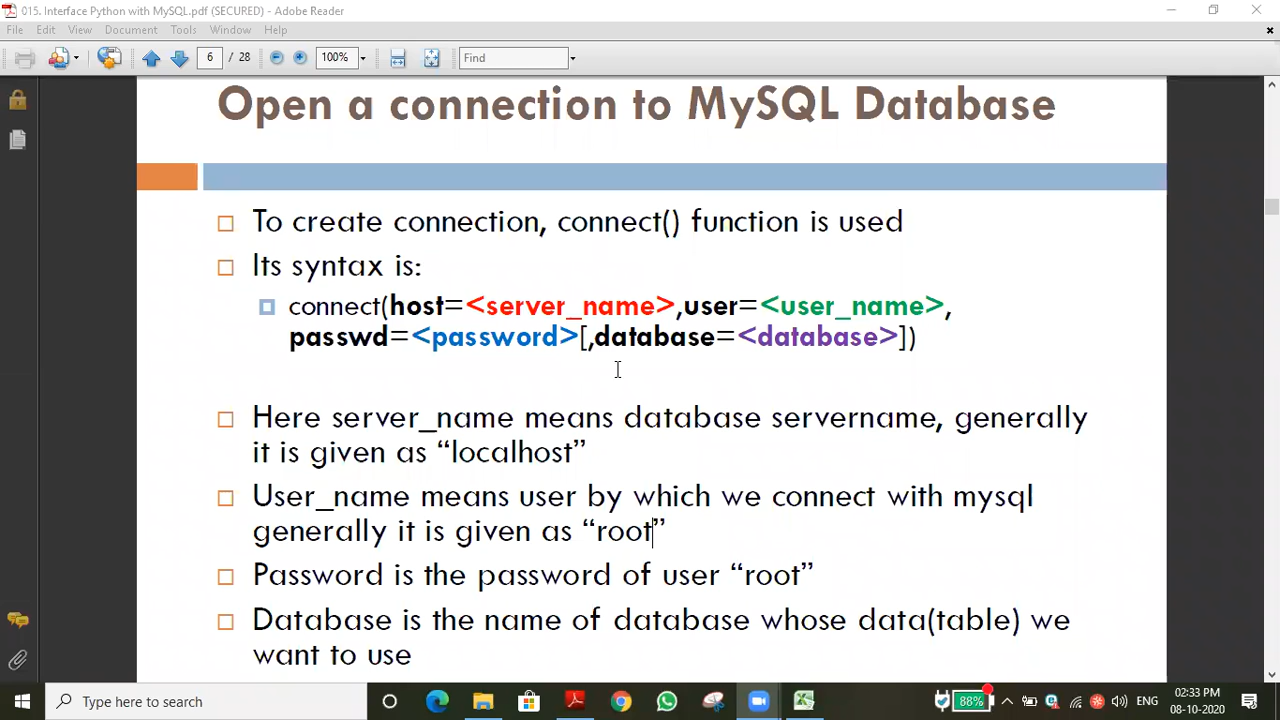 015. Interface Python with MySQL.pdf (SECURED) - Adobe Reader
File Edit View Document Tools Window Help
6 / 28 100% Find
Open a connection to MySQL Database
To create connection, connect() function is used
Its syntax is:
connect(host=<server_name>,user=<user_name>,
passwd=<password>[,database=<database>])
Here server_name means database servername, generally
it is given as “localhost”
User_name means user by which we connect with mysql
generally it is given as “root”
Password is the password of user “root”
Database is the name of database whose data(table) we
want to use
Type here to search
88%
ENG
02:33 PM
08-10-2020